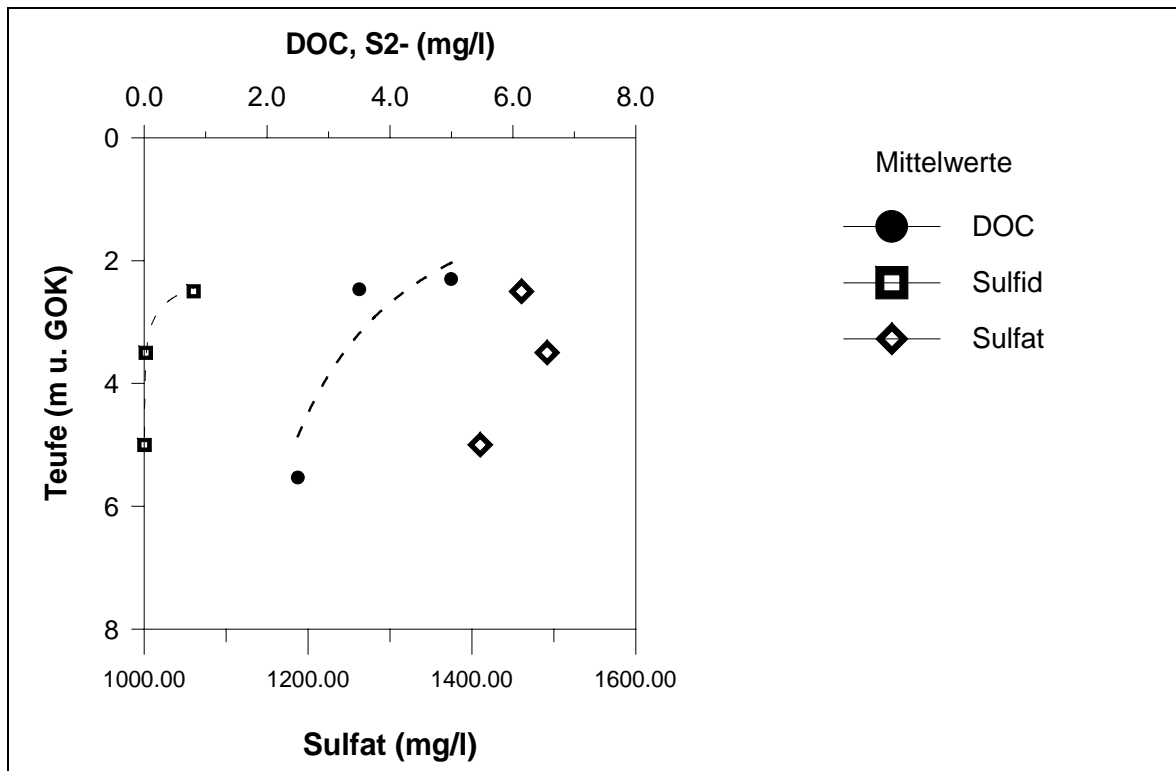 DOC, S2- (mg/l)
0.0 2.0 4.0 6.0 8.0
0
2
4
6
8
Teufe (m u. GOK)
1000.00 1200.00 1400.00 1600.00
Sulfat (mg/l)
Mittelwerte
DOC
Sulfid
Sulfat